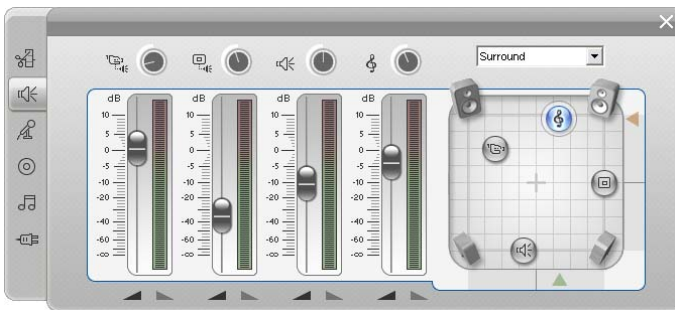 Surround
dB dB dB dB
10 10 10 10
5 5 5 5
0 0 0 0
-5 -5 -5 -5
-10 -10 -10 -10
-20 -20 -20 -20
-40 -40 -40 -40
-60 -60 -60 -60
-∞ -∞ -∞ -∞